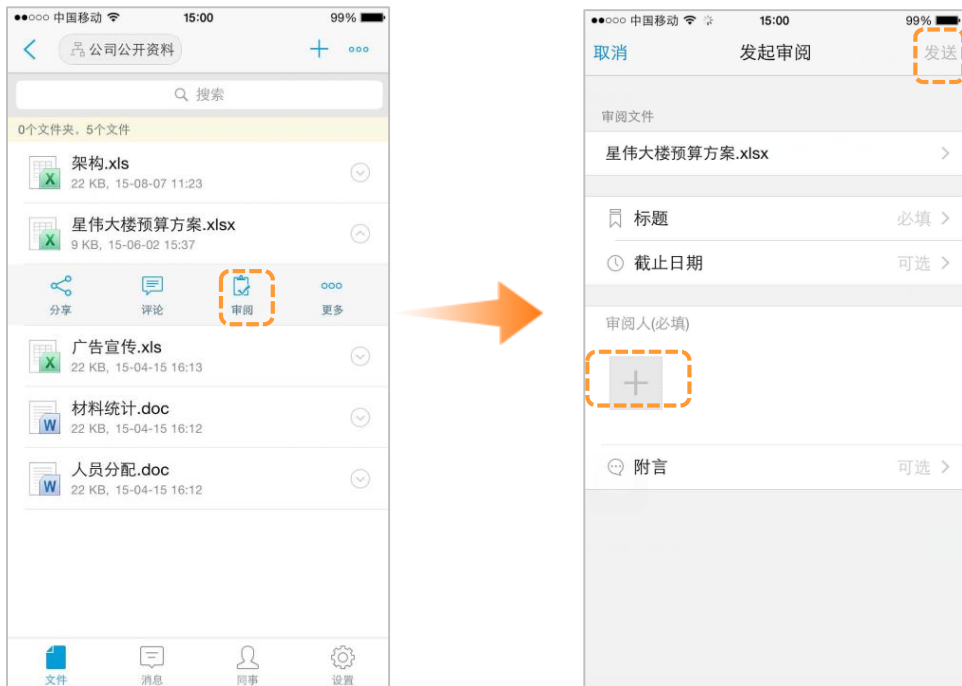 中国移动 15:00 99%
公司公开资料
搜索
0个文件夹，5个文件
架构.xls
22 KB，15-08-07 11:23
星伟大楼预算方案.xlsx
9 KB，15-06-02 15:37
分享 评论 审阅 更多
广告宣传.xls
22 KB，15-04-15 16:13
材料统计.doc
22 KB，15-04-15 16:12
人员分配.doc
22 KB，15-04-15 16:12
文件 消息 同事 设置
中国移动 15:00 99%
取消 发起审阅 发送
审阅文件
星伟大楼预算方案.xlsx
标题 必填
截止日期 可选
审阅人(必填)
附言 可选